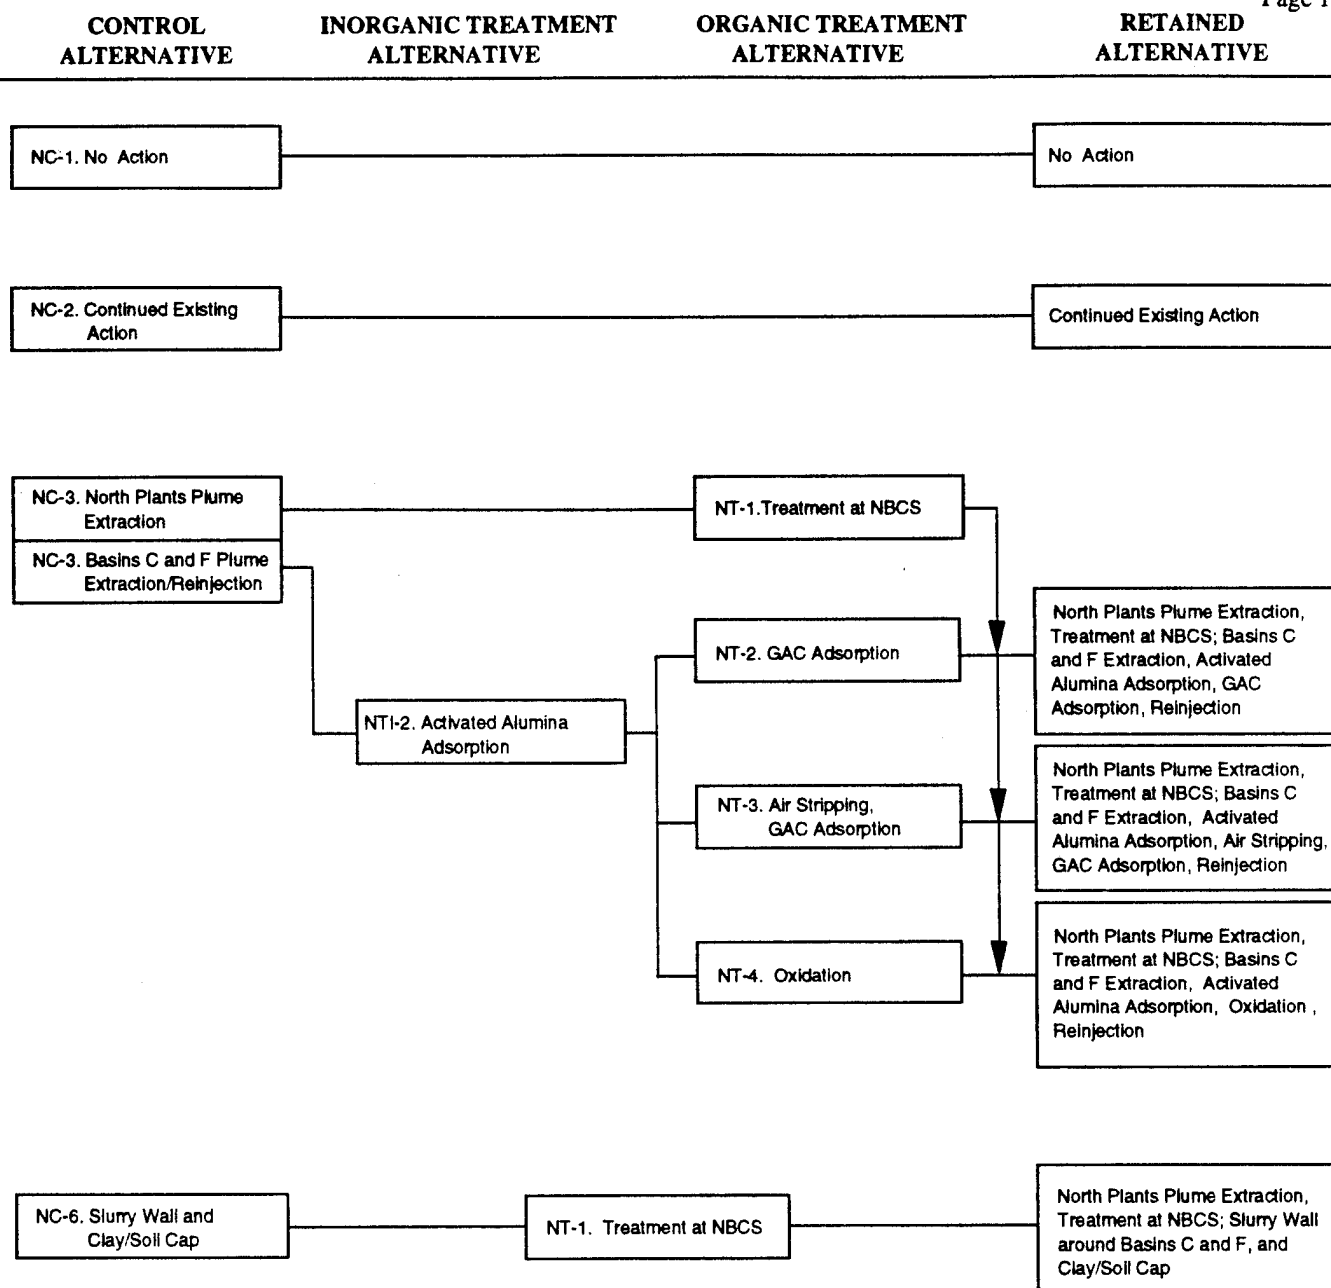 Page 1
CONTROL
ALTERNATIVE
INORGANIC TREATMENT
ALTERNATIVE
ORGANIC TREATMENT
ALTERNATIVE
RETAINED
ALTERNATIVE
NC-1. No Action
No Action
NC-2. Continued Existing
Action
Continued Existing Action
NC-3. North Plants Plume
Extraction
NT-1.Treatment at NBCS
NC-3. Basins C and F Plume
Extraction/Reinjection
NT-2. GAC Adsorption
North Plants Plume Extraction,
Treatment at NBCS; Basins C
and F Extraction, Activated
Alumina Adsorption, GAC
Adsorption, Reinjection
NTI-2. Activated Alumina
Adsorption
NT-3. Air Stripping,
GAC Adsorption
North Plants Plume Extraction,
Treatment at NBCS; Basins C
and F Extraction, Activated
Alumina Adsorption, Air Stripping,
GAC Adsorption, Reinjection
NT-4. Oxidation
North Plants Plume Extraction,
Treatment at NBCS; Basins C
and F Extraction, Activated
Alumina Adsorption, Oxidation ,
Reinjection
NC-6. Slurry Wall and
Clay/Soil Cap
NT-1. Treatment at NBCS
North Plants Plume Extraction,
Treatment at NBCS; Slurry Wall
around Basins C and F, and
Clay/Soil Cap